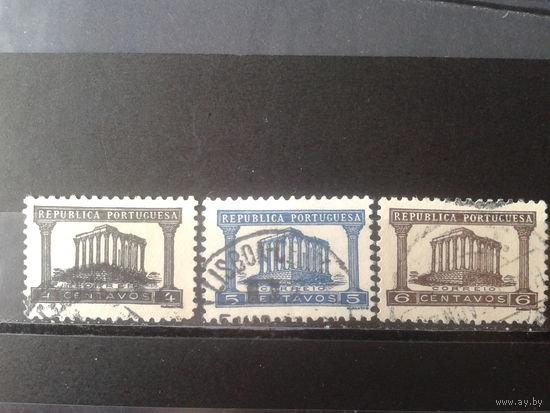 REPUBLICA PORTUGUESA
CORREIO
4 CENTAVOS 4
REPUBLICA PORTUGUESA
LISBOA
CORREIO
5 CENTAVOS 5
REPUBLICA PORTUGUESA
CORREIO
6 CENTAVOS 6
www.ay.by